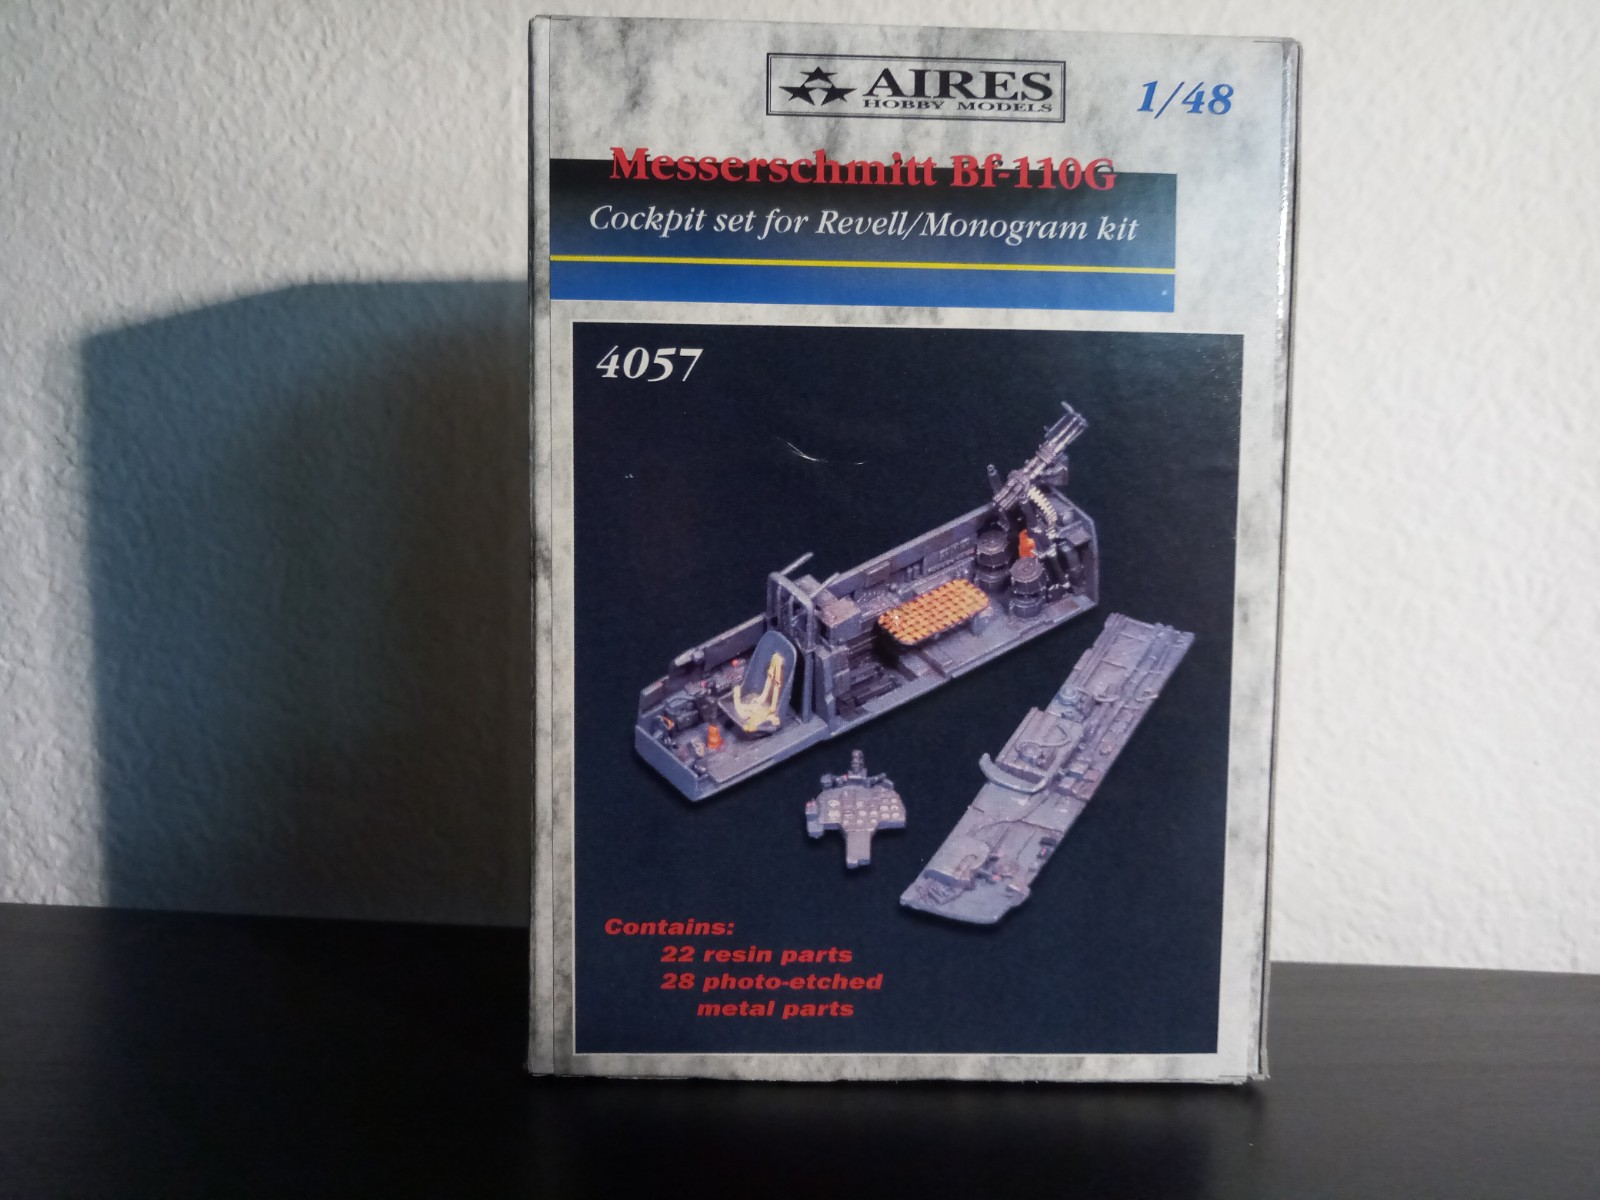 AIRES
HOBBY MODELS
1/48
Messerschmitt Bf-110G
Cockpit set for Revell/Monogram kit
4057
Contains:
22 resin parts
28 photo-etched
metal parts